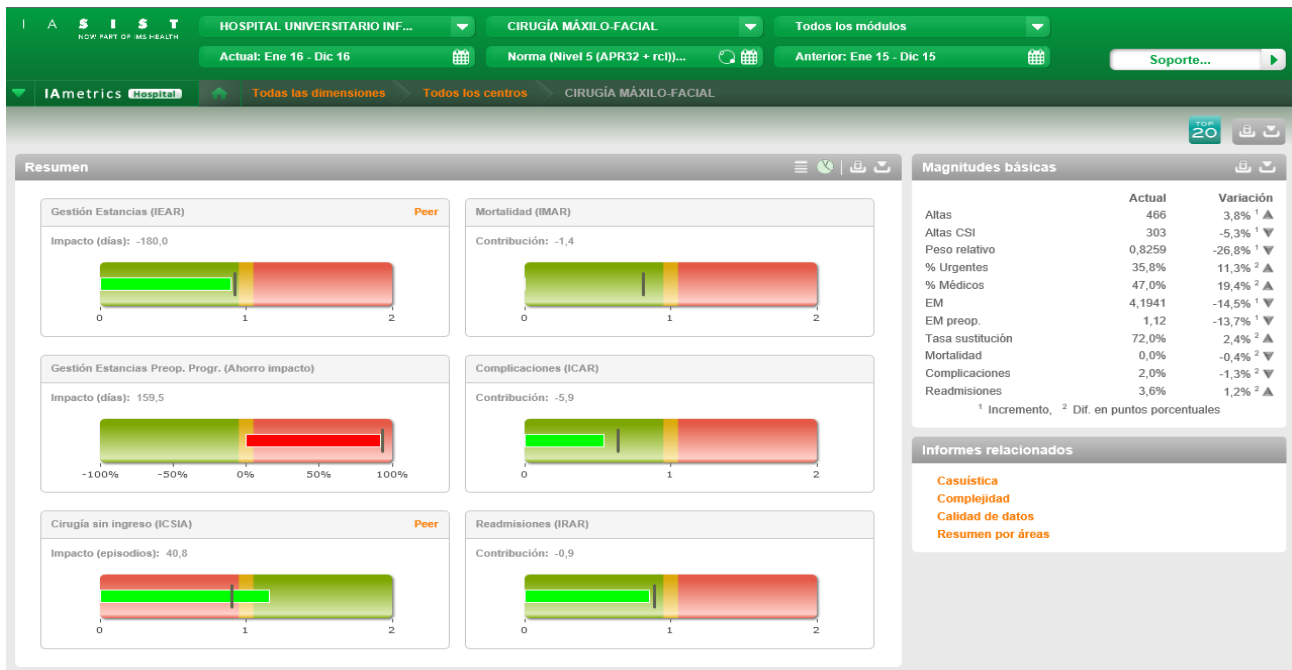 IASIST
NOW PART OF IMS HEALTH
HOSPITAL UNIVERSITARIO INF...
CIRUGÍA MÁXILO-FACIAL
Todos los módulos
Actual: Ene 16 - Dic 16
Norma (Nivel 5 (APR32 + rcl))...
Anterior: Ene 15 - Dic 15
Soporte...
IAmetrics Hospital
Todas las dimensiones
Todos los centros
CIRUGÍA MÁXILO-FACIAL
TOP
20
Resumen
Gestión Estancias (IEAR)
Peer
Impacto (días): -180,0
0 1 2
Mortalidad (IMAR)
Contribución: -1,4
0 1 2
Gestión Estancias Preop. Progr. (Ahorro impacto)
Impacto (días): 159,5
-100% -50% 0% 50% 100%
Complicaciones (ICAR)
Contribución: -5,9
0 1 2
Cirugía sin ingreso (ICSIA)
Peer
Impacto (episodios): 40,8
0 1 2
Readmisiones (IRAR)
Contribución: -0,9
0 1 2
Magnitudes básicas
Actual Variación
Altas 466 3,8% ¹
Altas CSI 303 -5,3% ¹
Peso relativo 0,8259 -26,8% ¹
% Urgentes 35,8% 11,3% ²
% Médicos 47,0% 19,4% ²
EM 4,1941 -14,5% ¹
EM preop. 1,12 -13,7% ¹
Tasa sustitución 72,0% 2,4% ²
Mortalidad 0,0% -0,4% ²
Complicaciones 2,0% -1,3% ²
Readmisiones 3,6% 1,2% ²
¹ Incremento, ² Dif. en puntos porcentuales
Informes relacionados
Casuística
Complejidad
Calidad de datos
Resumen por áreas